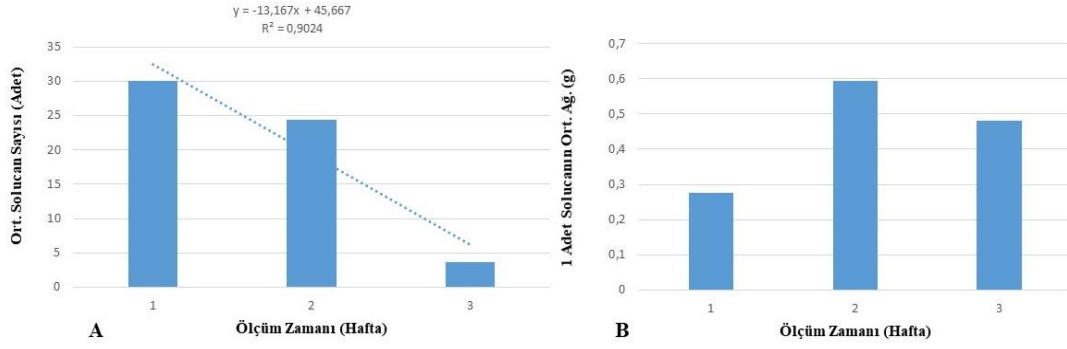 y = -13,167x + 45,667
R² = 0,9024
Ort. Solucan Sayısı (Adet)
35
30
25
20
15
10
5
0
1 2 3
A
Ölçüm Zamanı (Hafta)
1 Adet Solucanın Ort. Ağ. (g)
0,7
0,6
0,5
0,4
0,3
0,2
0,1
0
1 2 3
B
Ölçüm Zamanı (Hafta)